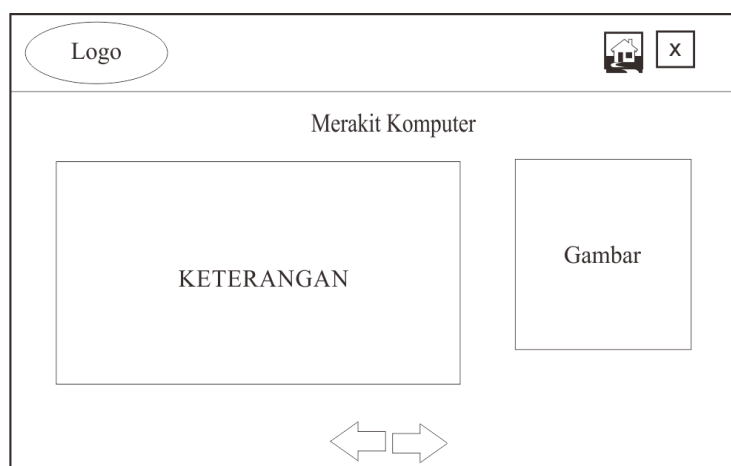 Logo
X
Merakit Komputer
KETERANGAN
Gambar